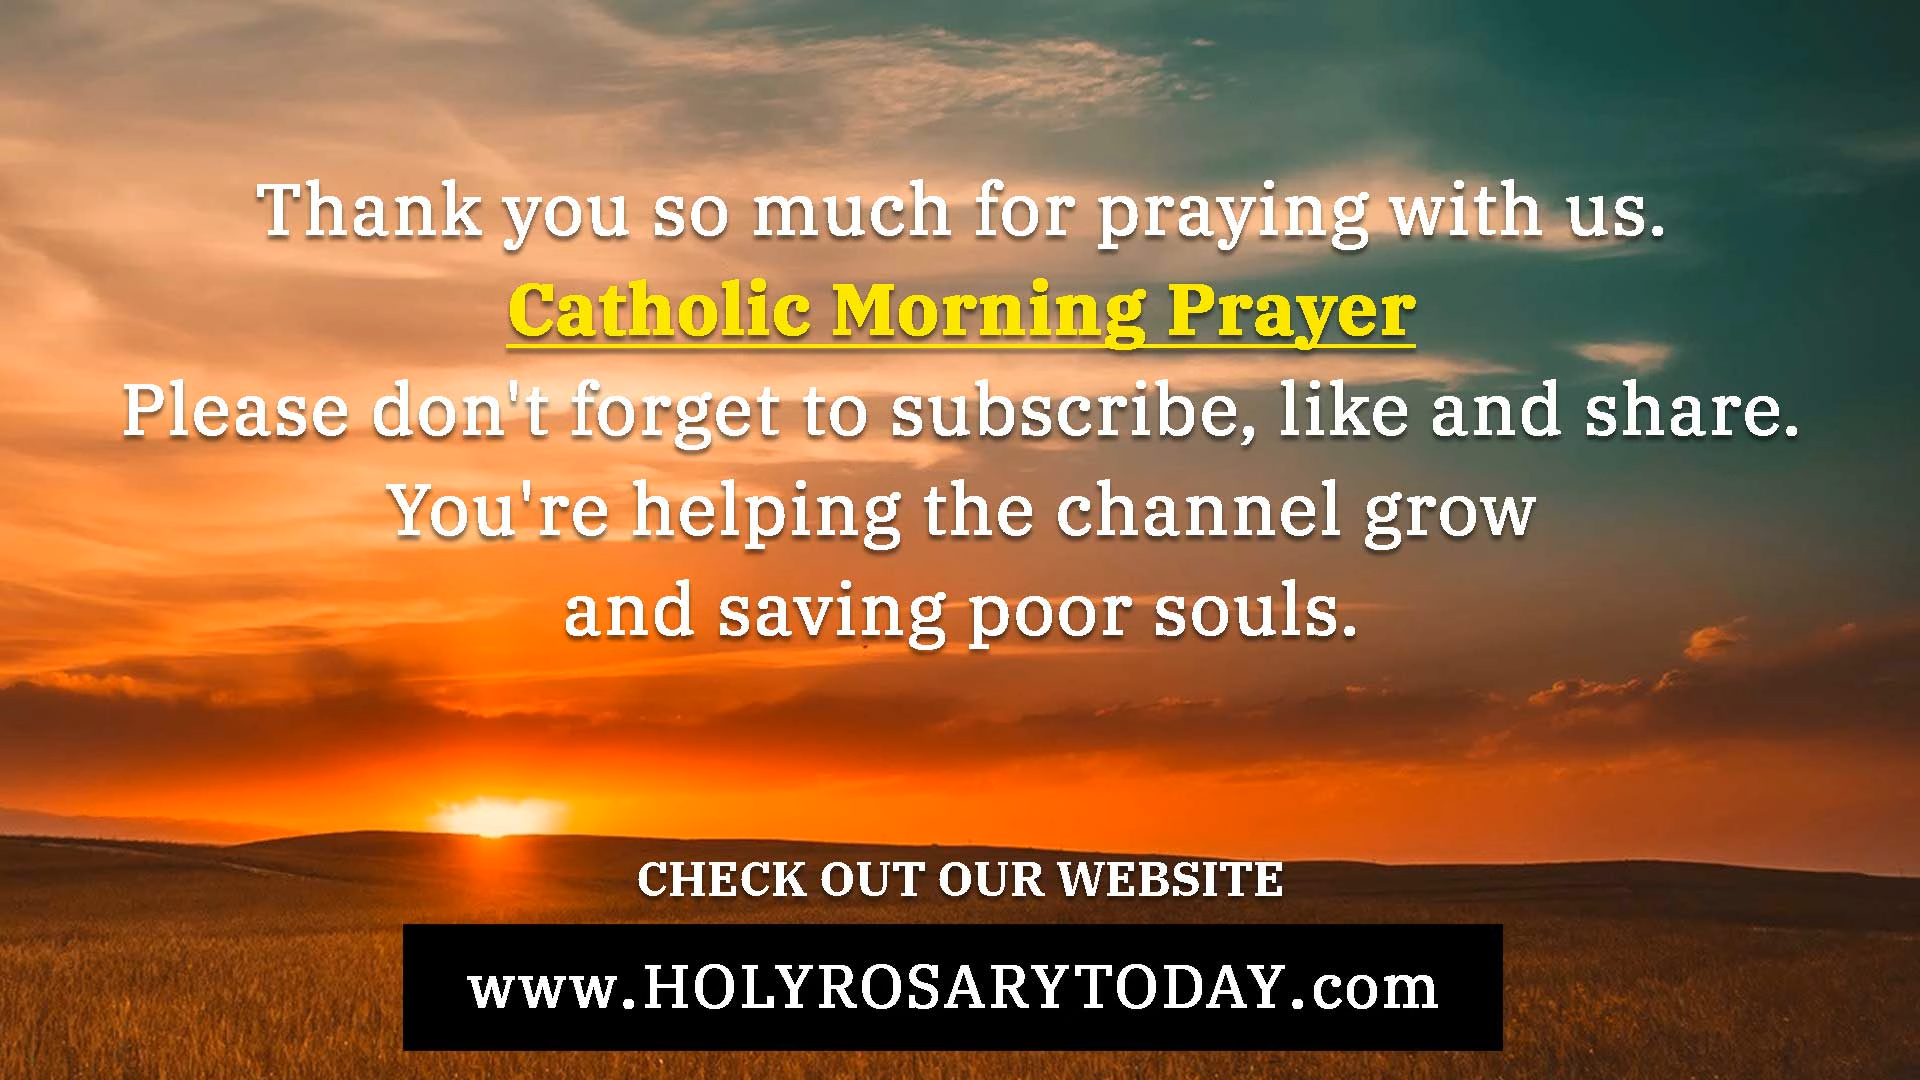 Thank you so much for praying with us.
Catholic Morning Prayer
Please don't forget to subscribe, like and share.
You're helping the channel grow
and saving poor souls.
CHECK OUT OUR WEBSITE
www.HOLYROSARYTODAY.com